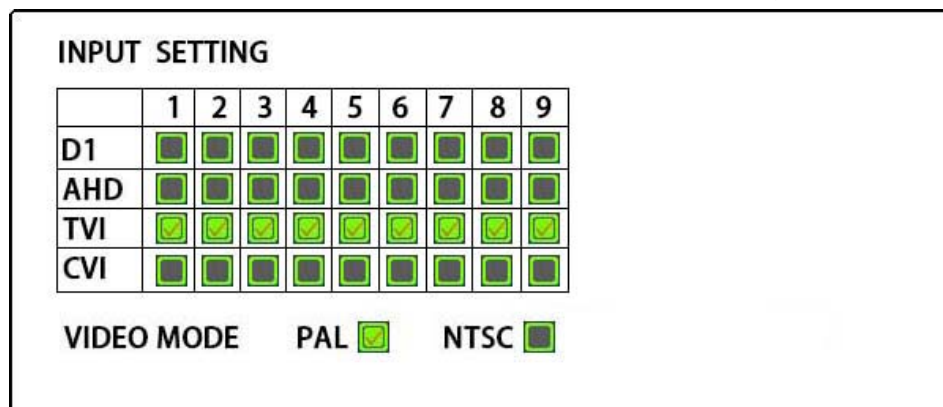 INPUT SETTING
1 2 3 4 5 6 7 8 9
D1
AHD
TVI
CVI
VIDEO MODE PAL NTSC